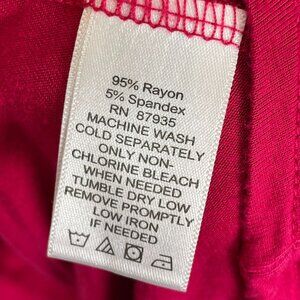 95% Rayon
5% Spandex
RN 87935
MACHINE WASH
COLD SEPARATELY
ONLY NON-
CHLORINE BLEACH
WHEN NEEDED
TUMBLE DRY LOW
REMOVE PROMPTLY
LOW IRON
IF NEEDED